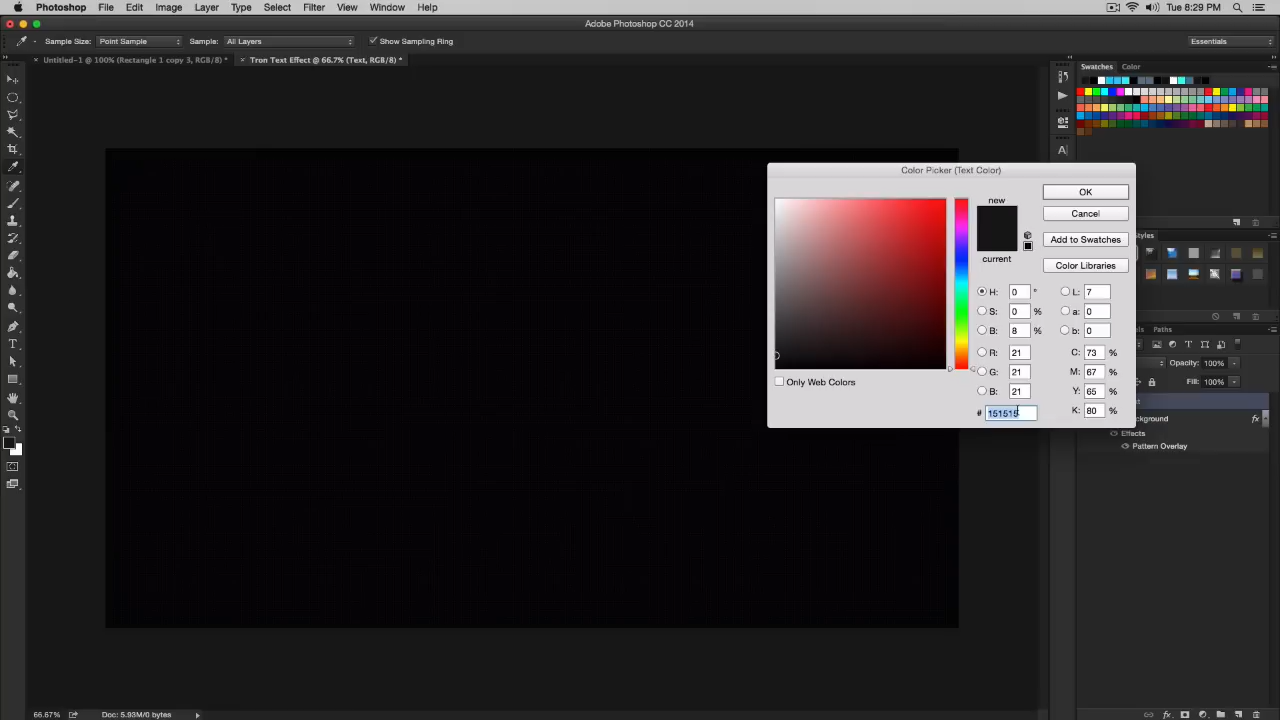 Photoshop File Edit Image Layer Type Select Filter View Window Help Tue 8:29 PM
Adobe Photoshop CC 2014
Sample Size: Point Sample Sample: All Layers Show Sampling Ring Essentials
Untitled-1 @ 100% (Rectangle 1 copy 3, RGB/8) * Tron Text Effect @ 66.7% (Text, RGB/8) * Swatches Color
Color Picker (Text Color)
new OK
Cancel
Add to Swatches
current Color Libraries
H: 0 ° L: 7
S: 0 % a: 0
B: 8 % b: 0
R: 21 C: 73 %
G: 21 M: 67 %
B: 21 Y: 65 %
# 151515 K: 80 %
Only Web Colors
Styles
Paths
Opacity: 100%
Fill: 100%
ground fx
Effects
Pattern Overlay
66.67% Doc: 5.93M/0 bytes